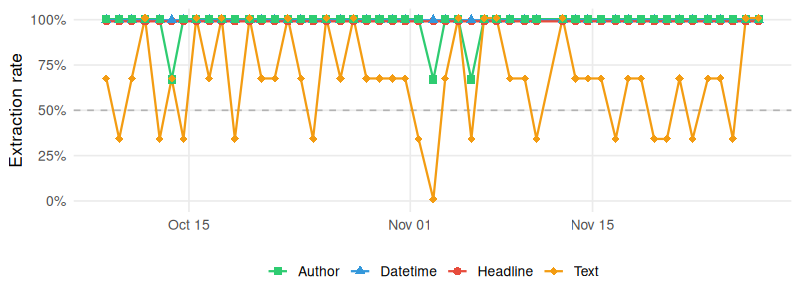 Extraction rate
100%
75%
50%
25%
0%
Oct 15
Nov 01
Nov 15
Author
Datetime
Headline
Text